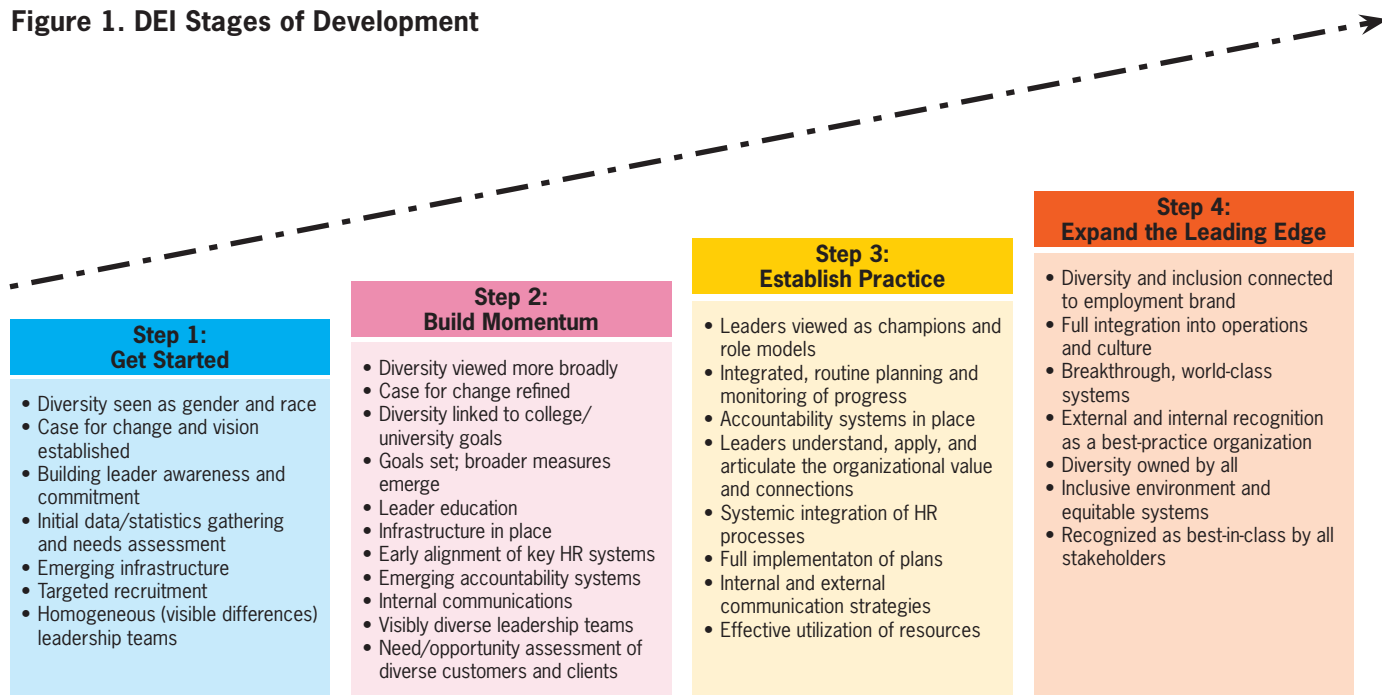 Figure 1. DEI Stages of Development
Step 1:
Get Started
• Diversity seen as gender and race
• Case for change and vision
established
• Building leader awareness and
commitment
• Initial data/statistics gathering
and needs assessment
• Emerging infrastructure
• Targeted recruitment
• Homogeneous (visible differences)
leadership teams
Step 2:
Build Momentum
• Diversity viewed more broadly
• Case for change refined
• Diversity linked to college/
university goals
• Goals set; broader measures
emerge
• Leader education
• Infrastructure in place
• Early alignment of key HR systems
• Emerging accountability systems
• Internal communications
• Visibly diverse leadership teams
• Need/opportunity assessment of
diverse customers and clients
Step 3:
Establish Practice
• Leaders viewed as champions and
role models
• Integrated, routine planning and
monitoring of progress
• Accountability systems in place
• Leaders understand, apply, and
articulate the organizational value
and connections
• Systemic integration of HR
processes
• Full implementaton of plans
• Internal and external
communication strategies
• Effective utilization of resources
Step 4:
Expand the Leading Edge
• Diversity and inclusion connected
to employment brand
• Full integration into operations
and culture
• Breakthrough, world-class
systems
• External and internal recognition
as a best-practice organization
• Diversity owned by all
• Inclusive environment and
equitable systems
• Recognized as best-in-class by all
stakeholders